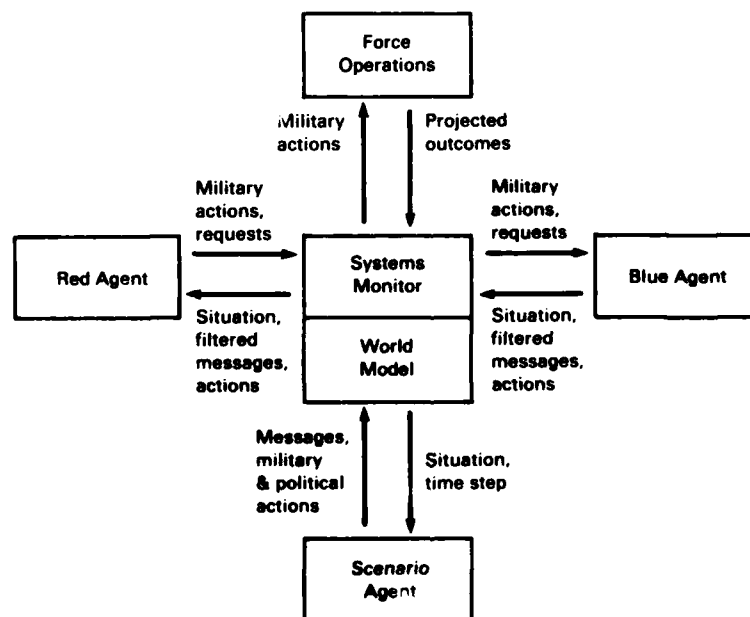 Force
Operations
Military
actions
Projected
outcomes
Military
actions,
requests
Military
actions,
requests
Red Agent
Systems
Monitor
Blue Agent
Situation,
filtered
messages,
actions
World
Model
Situation,
filtered
messages,
actions
Messages,
military
& political
actions
Situation,
time step
Scenario
Agent